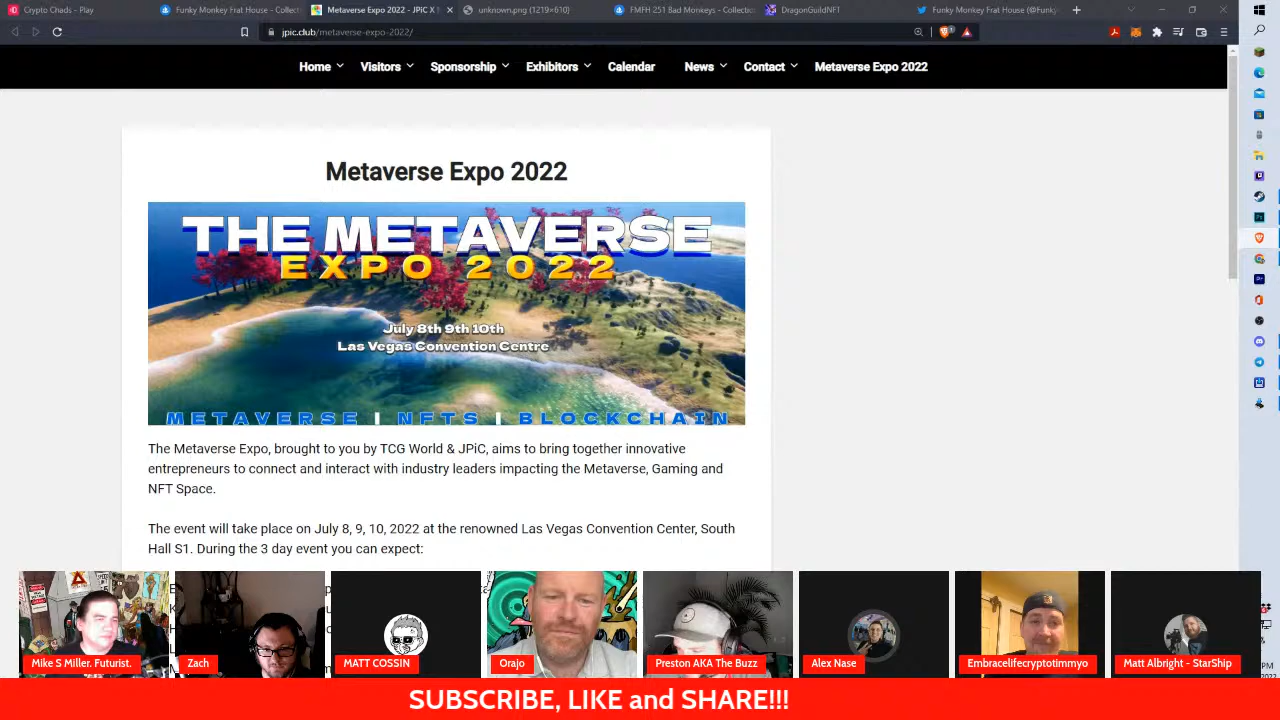 Crypto Chads - Play
Funky Monkey Frat House - Collect
Metaverse Expo 2022 - JPiC X
unknown.png (1219×610)
FMFH 251 Bad Monkeys - Collectio
DragonGuildNFT
Funky Monkey Frat House (@Funky
jpic.club/metaverse-expo-2022/
Home Visitors Sponsorship Exhibitors Calendar News Contact Metaverse Expo 2022
Metaverse Expo 2022
THE METAVERSE
EXPO 2022
July 8th 9th 10th
Las Vegas Convention Centre
METAVERSE | NFTS | BLOCKCHAIN
The Metaverse Expo, brought to you by TCG World & JPiC, aims to bring together innovative
entrepreneurs to connect and interact with industry leaders impacting the Metaverse, Gaming and
NFT Space.
The event will take place on July 8, 9, 10, 2022 at the renowned Las Vegas Convention Center, South
Hall S1. During the 3 day event you can expect:
Mike S Miller. Futurist.
Zach
MATT COSSIN
Orajo
Preston AKA The Buzz
Alex Nase
Embracelifecryptotimmyo
Matt Albright - StarShip
PM
SUBSCRIBE, LIKE and SHARE!!!